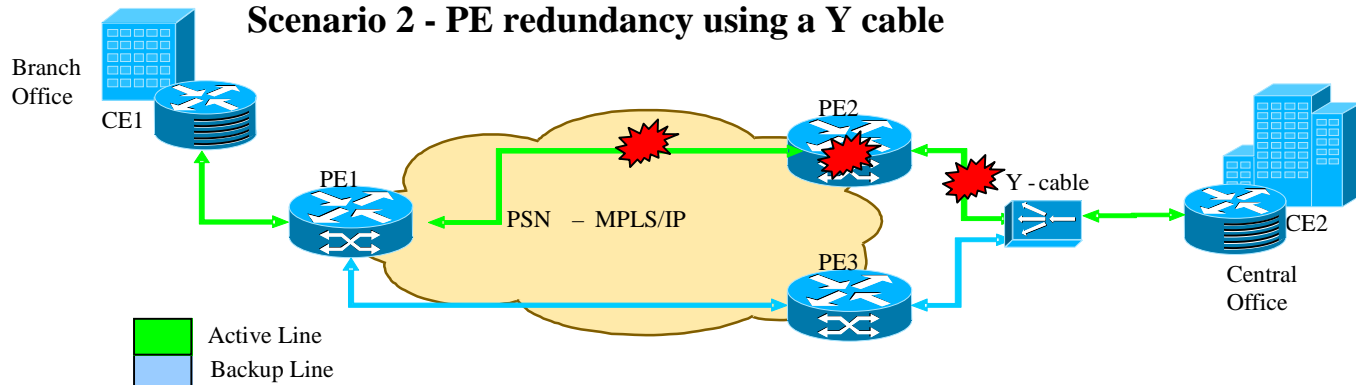 Scenario 2 - PE redundancy using a Y cable
Branch
Office
CE1
PE2
PE1
Y - cable
PSN – MPLS/IP
CE2
PE3
Central
Office
Active Line
Backup Line